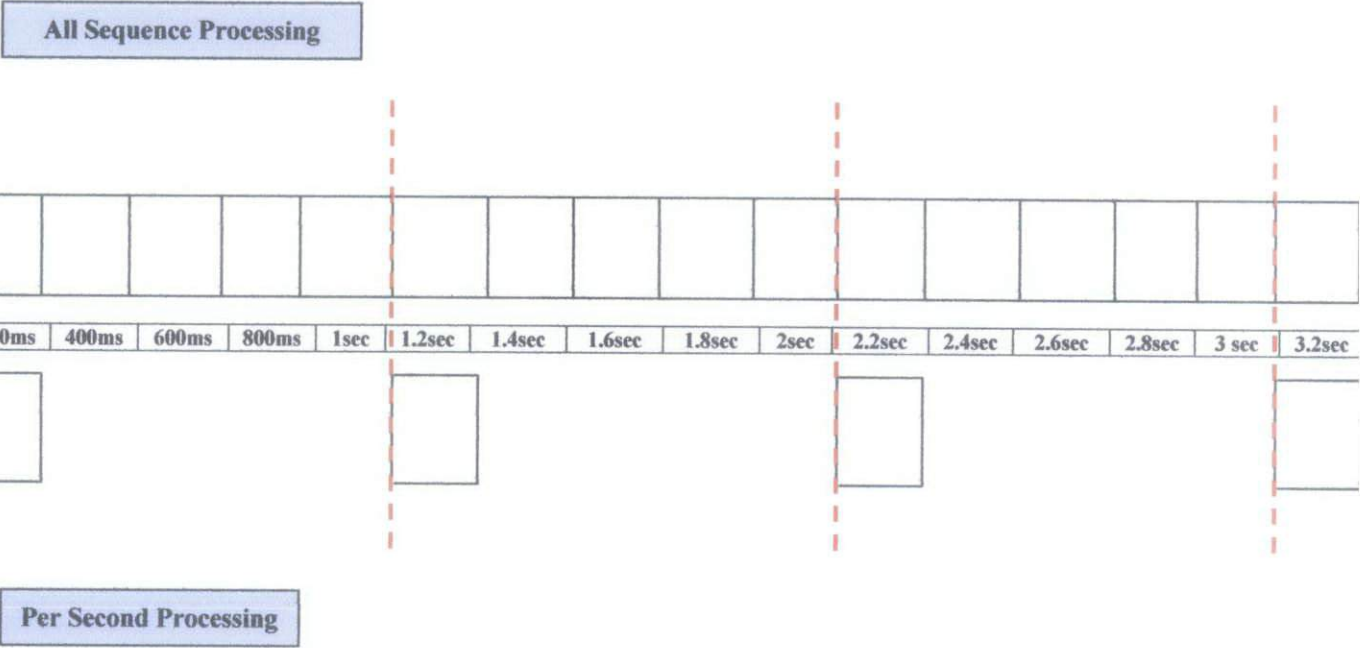 All Sequence Processing
0ms 400ms 600ms 800ms 1sec 1.2sec 1.4sec 1.6sec 1.8sec 2sec 2.2sec 2.4sec 2.6sec 2.8sec 3 sec 3.2sec
Per Second Processing